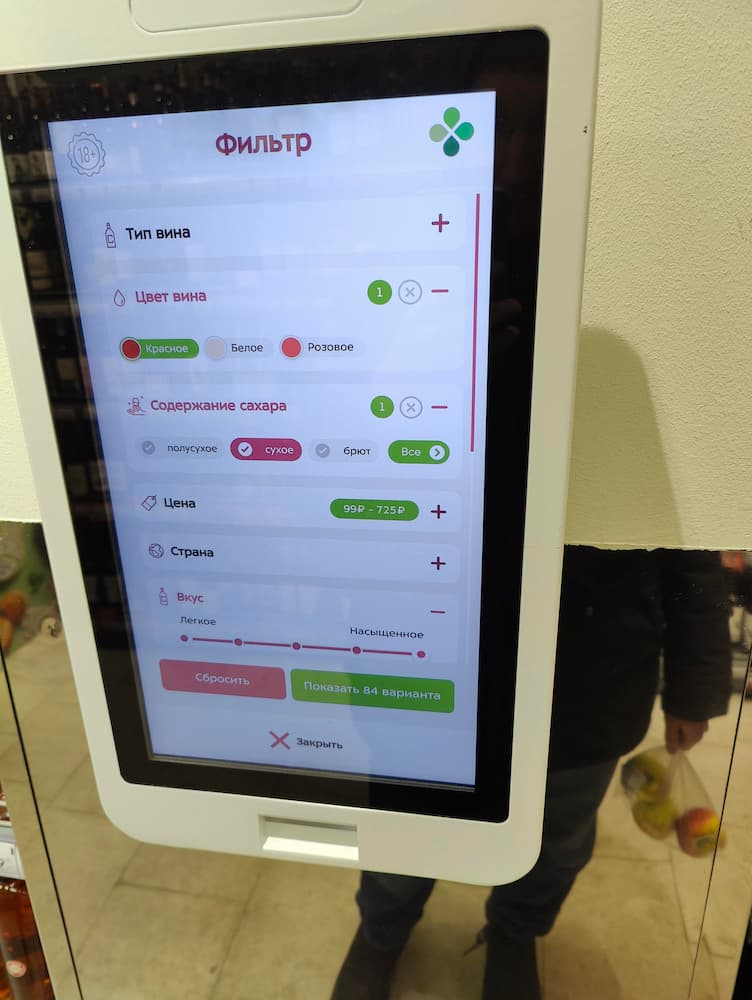 18+
Фильтр
Тип вина
Цвет вина 1
Красное Белое Розовое
Содержание сахара 1
полусухое сухое брют Все
Цена 99₽ - 725₽
Страна
Вкус
Легкое Насыщенное
Сбросить Показать 84 варианта
Закрыть